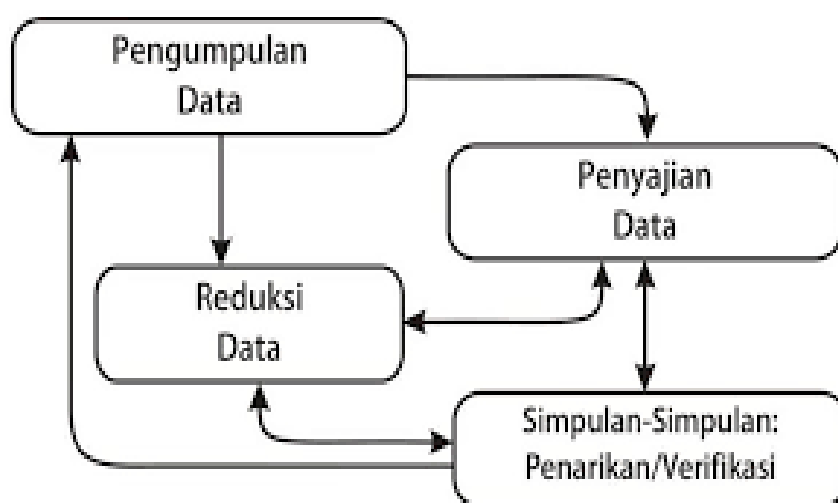 Pengumpulan
Data
Penyajian
Data
Reduksi
Data
Simpulan-Simpulan:
Penarikan/Verifikasi